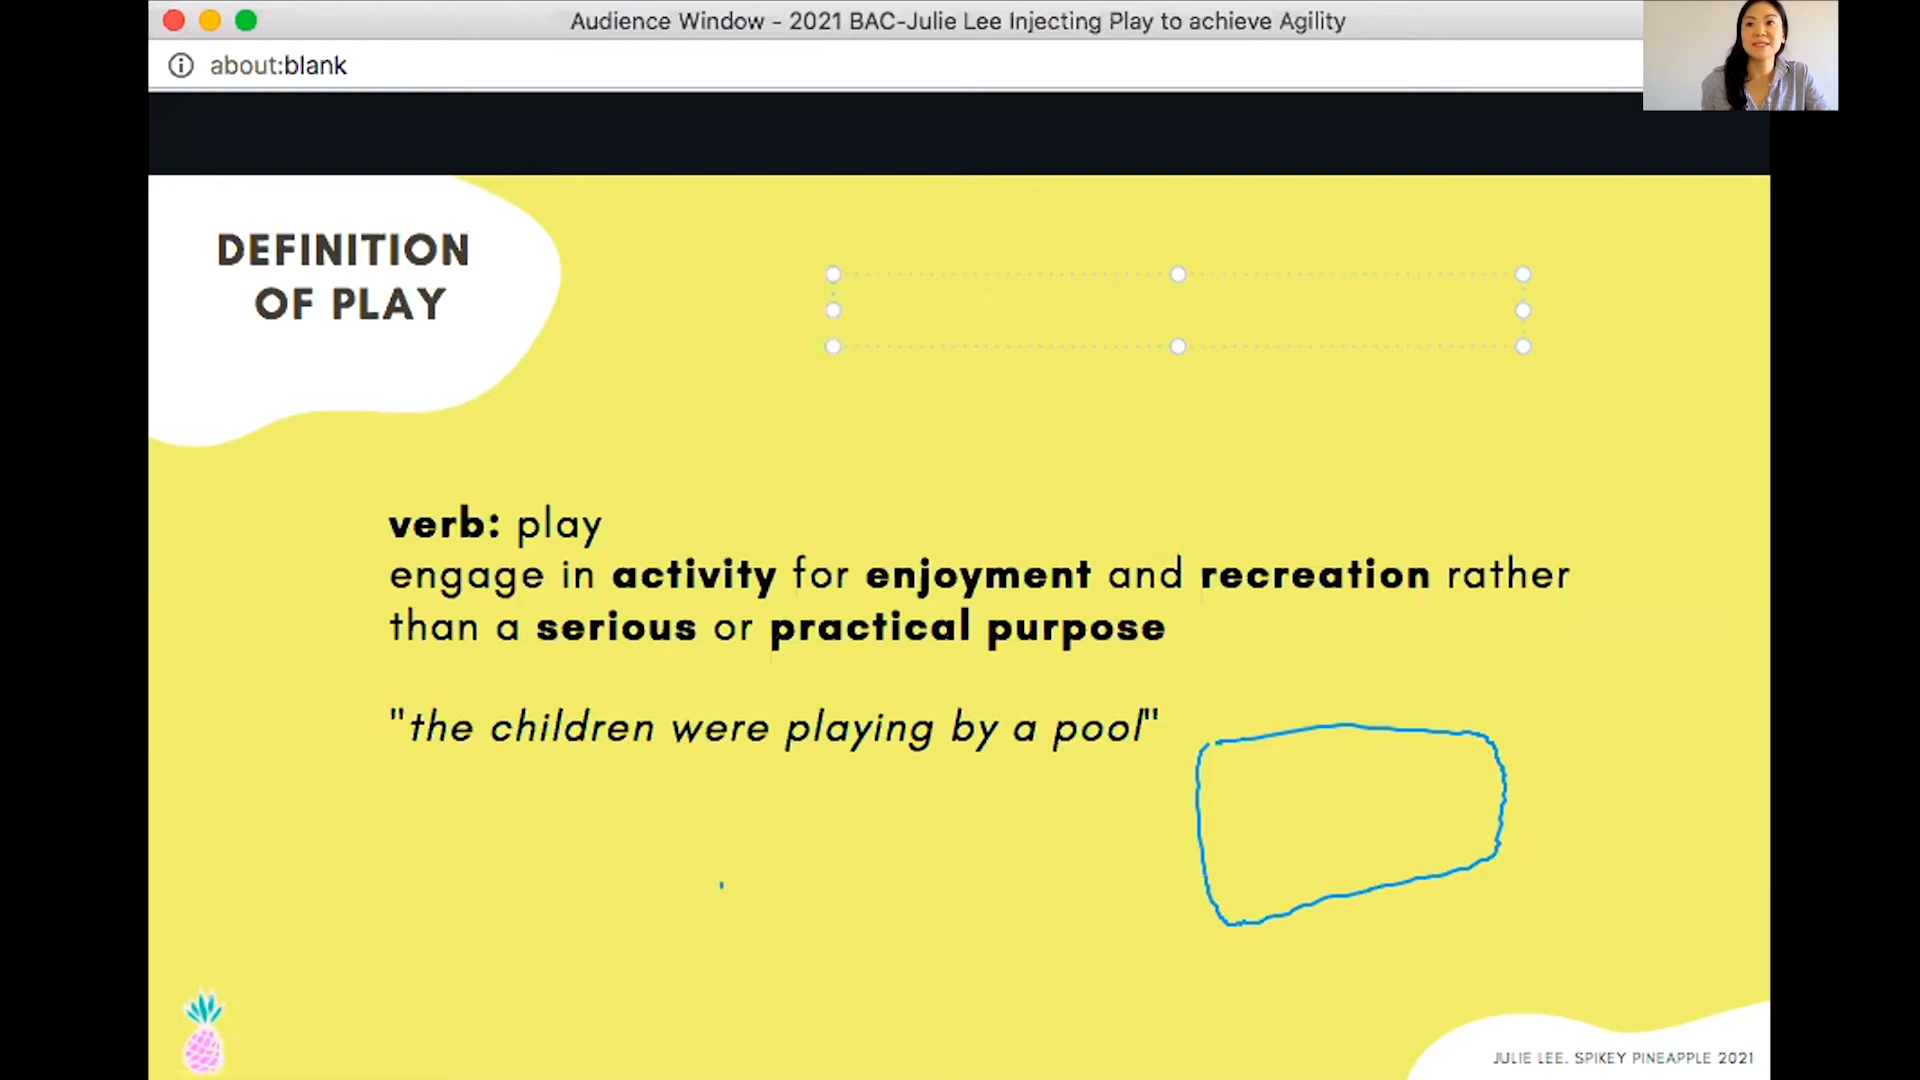 Audience Window - 2021 BAC-Julie Lee Injecting Play to achieve Agility
about:blank
DEFINITION
OF PLAY
verb: play
engage in activity for enjoyment and recreation rather
than a serious or practical purpose
"the children were playing by a pool"
JULIE LEE. SPIKEY PINEAPPLE 2021